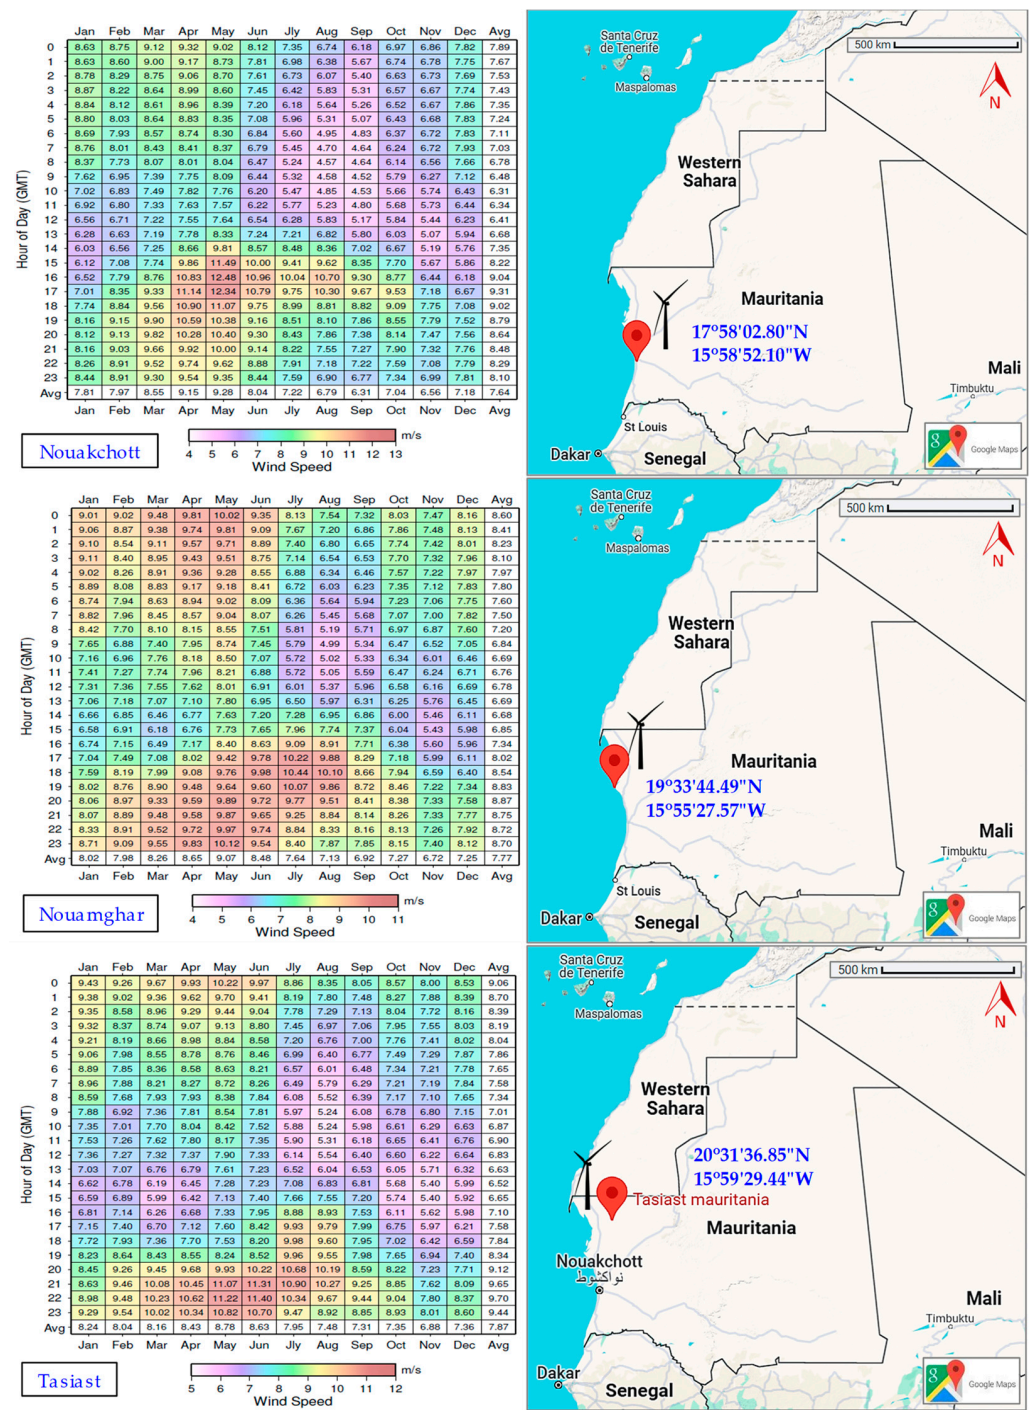 Jan Feb Mar Apr May Jun Jly Aug Sep Oct Nov Dec Avg
0 8.63 8.75 9.12 9.32 9.02 8.12 7.35 6.74 6.18 6.97 6.86 7.82 7.89
1 8.63 8.60 9.00 9.17 8.73 7.81 6.98 6.38 5.67 6.74 6.78 7.75 7.67
2 8.78 8.29 8.75 9.06 8.70 7.61 6.73 6.07 5.40 6.63 6.73 7.69 7.53
3 8.87 8.22 8.64 8.99 8.60 7.45 6.42 5.83 5.31 6.57 6.67 7.74 7.43
4 8.84 8.12 8.61 8.96 8.39 7.20 6.18 5.64 5.26 6.52 6.67 7.86 7.35
5 8.80 8.03 8.64 8.83 8.35 7.08 5.96 5.31 5.07 6.43 6.68 7.83 7.24
6 8.69 7.93 8.57 8.74 8.30 6.84 5.60 4.95 4.83 6.37 6.72 7.83 7.11
7 8.76 8.01 8.43 8.41 8.37 6.79 5.45 4.70 4.64 6.24 6.72 7.93 7.03
8 8.37 7.73 8.07 8.01 8.04 6.47 5.24 4.57 4.64 6.14 6.56 7.66 6.78
9 7.62 6.95 7.39 7.75 8.09 6.44 5.32 4.58 4.52 5.79 6.27 7.12 6.48
10 7.02 6.83 7.49 7.82 7.76 6.20 5.47 4.85 4.53 5.66 5.74 6.43 6.31
11 6.92 6.80 7.33 7.63 7.57 6.22 5.77 5.23 4.80 5.68 5.73 6.44 6.34
12 6.56 6.71 7.22 7.55 7.64 6.54 6.28 5.83 5.17 5.84 5.44 6.23 6.41
13 6.28 6.63 7.19 7.78 8.33 7.24 7.21 6.82 5.80 6.03 5.07 5.94 6.68
14 6.03 6.56 7.25 8.66 9.81 8.57 8.48 8.36 7.02 6.67 5.19 5.76 7.35
15 6.12 7.08 7.74 9.86 11.49 10.00 9.41 9.62 8.35 7.70 5.67 5.86 8.22
16 6.52 7.79 8.76 10.83 12.48 10.96 10.04 10.70 9.30 8.77 6.44 6.18 9.04
17 7.01 8.35 9.33 11.14 12.34 10.79 9.75 10.30 9.67 9.53 7.18 6.67 9.31
18 7.74 8.84 9.56 10.90 11.07 9.75 8.99 8.81 8.82 9.09 7.75 7.08 9.02
19 8.16 9.15 9.90 10.59 10.38 9.16 8.51 8.10 7.86 8.55 7.79 7.52 8.79
20 8.12 9.13 9.82 10.28 10.40 9.30 8.43 7.86 7.38 8.14 7.47 7.56 8.64
21 8.16 9.03 9.66 9.92 10.00 9.14 8.22 7.55 7.27 7.90 7.32 7.76 8.48
22 8.26 8.91 9.52 9.74 9.62 8.88 7.91 7.18 7.22 7.59 7.08 7.79 8.29
23 8.44 8.91 9.30 9.54 9.35 8.44 7.59 6.90 6.77 7.34 6.99 7.81 8.10
Avg 7.81 7.97 8.55 9.15 9.28 8.04 7.22 6.79 6.31 7.04 6.56 7.18 7.64
Jan Feb Mar Apr May Jun Jly Aug Sep Oct Nov Dec Avg
Hour of Day (GMT)
Nouakchott
4 5 6 7 8 9 10 11 12 13 m/s
Wind Speed
Santa Cruz
de Tenerife
Maspalomas
500 km
N
Western
Sahara
Mauritania
17º58'02.80"N
15º58'52.10"W
Mali
Timbuktu
St Louis
Dakar
Senegal
g
Google Maps
Jan Feb Mar Apr May Jun Jly Aug Sep Oct Nov Dec Avg
0 9.01 9.02 9.48 9.81 10.02 9.35 8.13 7.54 7.32 8.03 7.47 8.16 8.60
1 9.06 8.87 9.38 9.74 9.81 9.09 7.67 7.20 6.86 7.86 7.48 8.13 8.41
2 9.10 8.54 9.11 9.57 9.71 8.89 7.40 6.80 6.65 7.74 7.42 8.01 8.23
3 9.11 8.40 8.95 9.43 9.51 8.75 7.14 6.54 6.53 7.70 7.32 7.96 8.10
4 9.02 8.26 8.91 9.36 9.28 8.55 6.88 6.34 6.46 7.57 7.22 7.97 7.97
5 8.89 8.08 8.83 9.17 9.18 8.41 6.72 6.03 6.23 7.35 7.12 7.83 7.80
6 8.74 7.94 8.63 8.94 9.02 8.09 6.36 5.64 5.94 7.23 7.06 7.75 7.60
7 8.82 7.96 8.45 8.57 9.04 8.07 6.26 5.45 5.68 7.07 7.00 7.82 7.50
8 8.42 7.70 8.10 8.15 8.55 7.51 5.81 5.19 5.71 6.97 6.87 7.60 7.20
9 7.65 6.88 7.40 7.95 8.74 7.45 5.79 4.99 5.34 6.47 6.52 7.05 6.84
10 7.16 6.96 7.76 8.18 8.50 7.07 5.72 5.02 5.33 6.34 6.01 6.46 6.69
11 7.41 7.27 7.74 7.96 8.21 6.88 5.72 5.05 5.59 6.47 6.24 6.71 6.76
12 7.31 7.36 7.55 7.62 8.01 6.91 6.01 5.37 5.96 6.58 6.16 6.69 6.78
13 7.06 7.18 7.07 7.10 7.80 6.95 6.50 5.97 6.31 6.25 5.76 6.45 6.69
14 6.66 6.85 6.46 6.77 7.63 7.20 7.28 6.95 6.86 6.00 5.46 6.11 6.68
15 6.58 6.91 6.18 6.76 7.73 7.65 7.96 7.74 7.37 6.04 5.43 5.98 6.85
16 6.74 7.15 6.49 7.17 8.40 8.63 9.09 8.91 7.71 6.38 5.60 5.96 7.34
17 7.04 7.49 7.08 8.02 9.42 9.78 10.22 9.88 8.29 7.18 5.99 6.11 8.02
18 7.59 8.19 7.99 9.08 9.76 9.98 10.44 10.10 8.66 7.94 6.59 6.40 8.54
19 8.02 8.76 8.90 9.48 9.64 9.60 10.07 9.86 8.72 8.46 7.22 7.34 8.83
20 8.06 8.97 9.33 9.59 9.89 9.72 9.77 9.51 8.41 8.38 7.33 7.58 8.87
21 8.07 8.89 9.48 9.58 9.87 9.65 9.25 8.84 8.14 8.26 7.33 7.77 8.75
22 8.33 8.91 9.52 9.72 9.97 9.74 8.84 8.33 8.16 8.13 7.26 7.92 8.72
23 8.71 9.09 9.55 9.83 10.12 9.54 8.40 7.87 7.85 8.15 7.40 8.12 8.70
Avg 8.02 7.98 8.26 8.65 9.07 8.48 7.64 7.13 6.92 7.27 6.72 7.25 7.77
Jan Feb Mar Apr May Jun Jly Aug Sep Oct Nov Dec Avg
Hour of Day (GMT)
Nouamghar
4 5 6 7 8 9 10 11 m/s
Wind Speed
Santa Cruz
de Tenerife
Maspalomas
500 km
N
Western
Sahara
Mauritania
19º33'44.49"N
15º55'27.57"W
Mali
Timbuktu
St Louis
Dakar
Senegal
g
Google Maps
Jan Feb Mar Apr May Jun Jly Aug Sep Oct Nov Dec Avg
0 9.43 9.26 9.67 9.93 10.22 9.97 8.86 8.35 8.05 8.57 8.00 8.53 9.06
1 9.38 9.02 9.36 9.62 9.70 9.41 8.19 7.80 7.48 8.27 7.88 8.39 8.70
2 9.35 8.58 8.96 9.29 9.44 9.04 7.78 7.29 7.13 8.04 7.72 8.16 8.39
3 9.32 8.37 8.74 9.07 9.13 8.80 7.45 6.97 7.06 7.95 7.55 8.03 8.19
4 9.21 8.19 8.66 8.98 8.84 8.58 7.20 6.76 7.00 7.76 7.41 8.02 8.04
5 9.06 7.98 8.55 8.78 8.76 8.46 6.99 6.40 6.77 7.49 7.29 7.87 7.86
6 8.89 7.85 8.36 8.58 8.63 8.21 6.57 6.01 6.48 7.34 7.21 7.78 7.65
7 8.96 7.88 8.21 8.27 8.72 8.26 6.49 5.79 6.29 7.21 7.19 7.84 7.58
8 8.59 7.68 7.93 7.93 8.38 7.84 6.08 5.52 6.39 7.17 7.10 7.65 7.34
9 7.88 6.92 7.36 7.81 8.54 7.81 5.97 5.24 6.08 6.78 6.80 7.15 7.01
10 7.35 7.01 7.70 8.04 8.42 7.52 5.88 5.24 5.98 6.61 6.29 6.63 6.87
11 7.53 7.26 7.62 7.80 8.17 7.35 5.90 5.31 6.18 6.65 6.41 6.76 6.90
12 7.36 7.27 7.32 7.37 7.90 7.33 6.14 5.54 6.40 6.60 6.22 6.64 6.83
13 7.03 7.07 6.76 6.79 7.61 7.23 6.52 6.04 6.53 6.05 5.71 6.32 6.63
14 6.62 6.78 6.19 6.45 7.28 7.23 7.08 6.83 6.81 5.68 5.40 5.99 6.52
15 6.59 6.89 5.99 6.42 7.13 7.40 7.66 7.55 7.20 5.74 5.40 5.92 6.65
16 6.81 7.14 6.26 6.68 7.33 7.95 8.88 8.93 7.53 6.11 5.62 5.98 7.10
17 7.15 7.40 6.70 7.12 7.60 8.42 9.93 9.79 7.99 6.75 5.97 6.21 7.58
18 7.72 7.93 7.36 7.70 7.53 8.20 9.98 9.60 7.95 7.02 6.42 6.59 7.84
19 8.23 8.64 8.43 8.55 8.24 8.52 9.96 9.55 7.98 7.65 6.94 7.40 8.34
20 8.45 9.26 9.45 9.68 9.93 10.22 10.68 10.19 8.59 8.22 7.23 7.71 9.12
21 8.63 9.46 10.08 10.45 11.07 11.31 10.90 10.27 9.25 8.85 7.62 8.09 9.65
22 8.98 9.48 10.23 10.62 11.22 11.40 10.34 9.67 9.44 9.04 7.80 8.37 9.70
23 9.29 9.54 10.02 10.34 10.82 10.70 9.47 8.92 8.85 8.93 8.01 8.60 9.44
Avg 8.24 8.04 8.16 8.43 8.78 8.63 7.95 7.48 7.31 7.35 6.88 7.36 7.87
Jan Feb Mar Apr May Jun Jly Aug Sep Oct Nov Dec Avg
Hour of Day (GMT)
Tasiast
5 6 7 8 9 10 11 12 m/s
Wind Speed
Santa Cruz
de Tenerife
Maspalomas
500 km
N
Western
Sahara
20º31'36.85"N
15º59'29.44"W
Tasiast mauritania
Mauritania
Nouakchott
نواكشوط
Mali
Timbuktu
Dakar
Senegal
g
Google Maps